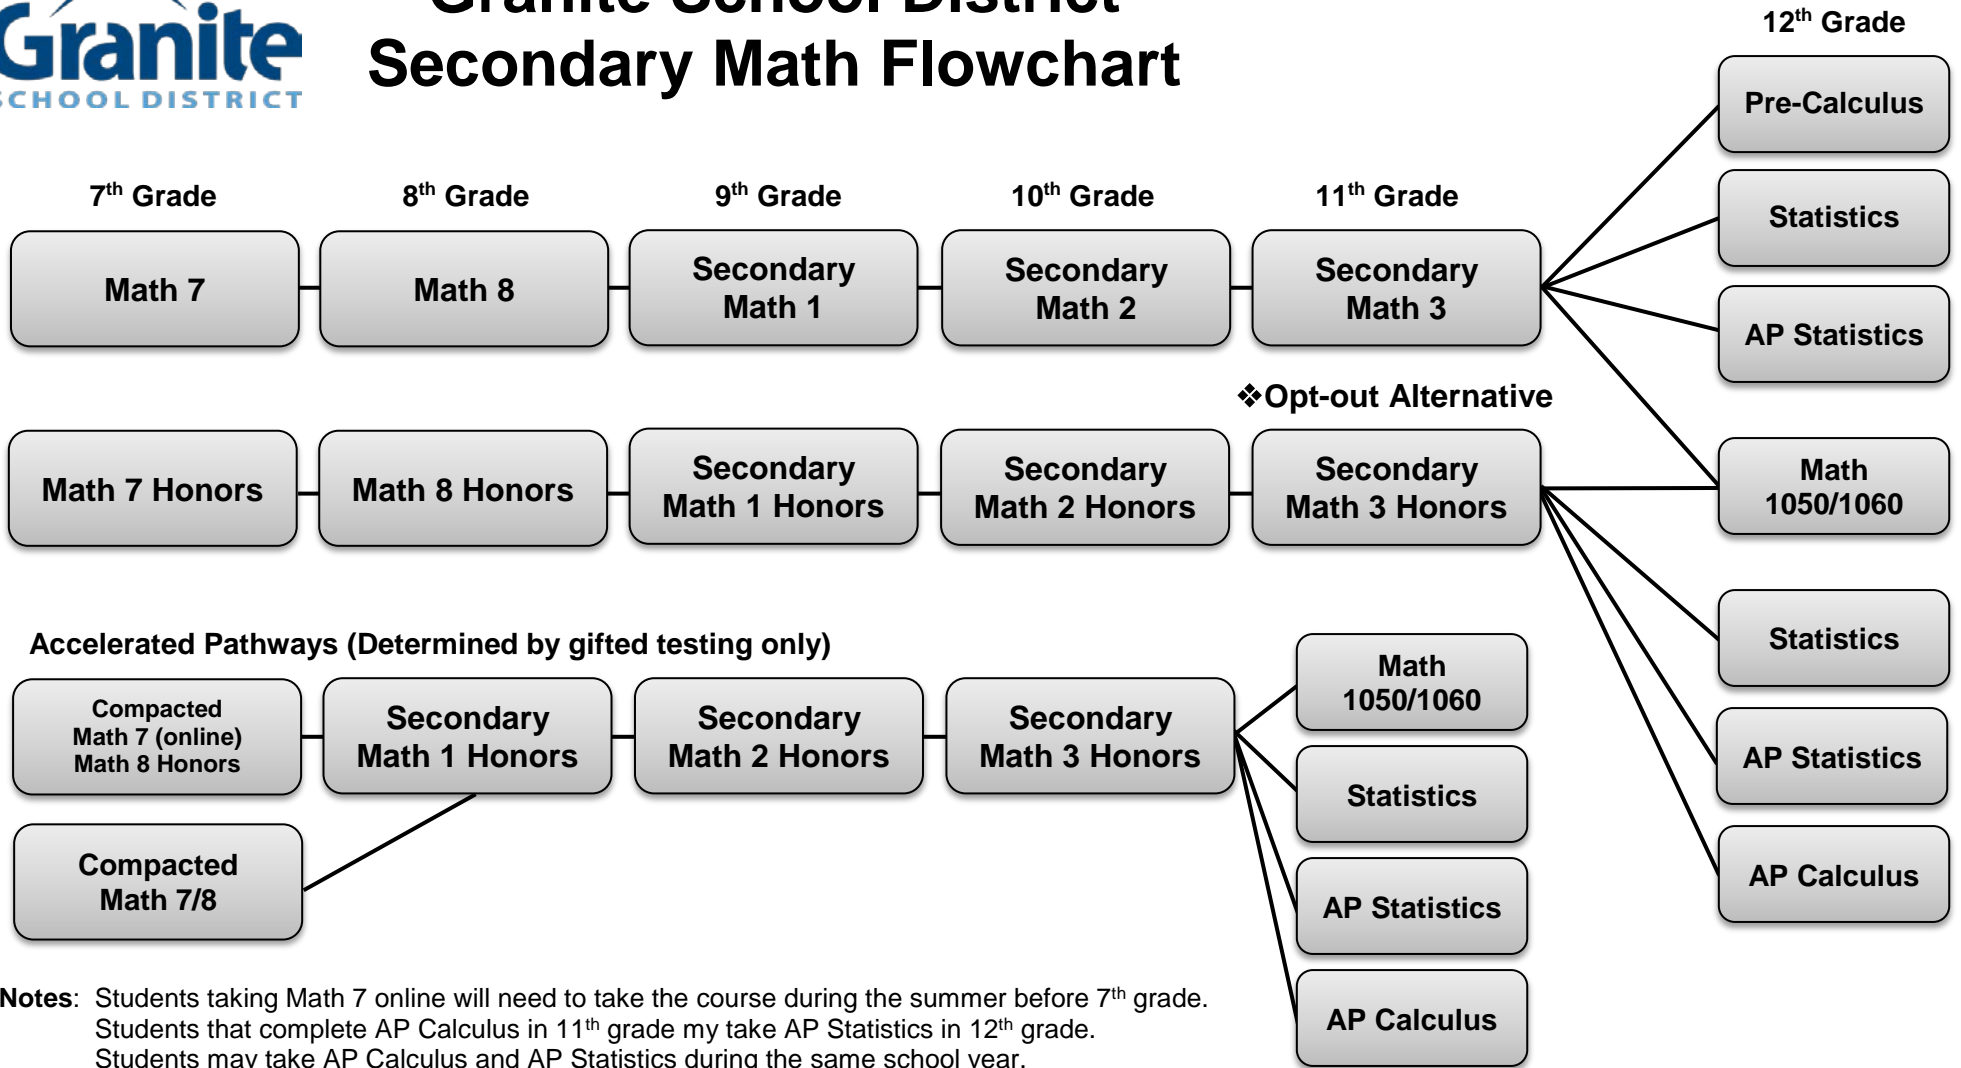 Granite
SCHOOL DISTRICT
Granite School District
Secondary Math Flowchart
12th Grade
Pre-Calculus
Statistics
AP Statistics
7th Grade
8th Grade
9th Grade
10th Grade
11th Grade
Math 7
Math 8
Secondary
Math 1
Secondary
Math 2
Secondary
Math 3
❖Opt-out Alternative
Math 7 Honors
Math 8 Honors
Secondary
Math 1 Honors
Secondary
Math 2 Honors
Secondary
Math 3 Honors
Math
1050/1060
Statistics
AP Statistics
AP Calculus
Accelerated Pathways (Determined by gifted testing only)
Compacted
Math 7 (online)
Math 8 Honors
Secondary
Math 1 Honors
Secondary
Math 2 Honors
Secondary
Math 3 Honors
Math
1050/1060
Statistics
AP Statistics
AP Calculus
Compacted
Math 7/8
Notes: Students taking Math 7 online will need to take the course during the summer before 7th grade.
Students that complete AP Calculus in 11th grade my take AP Statistics in 12th grade.
Students may take AP Calculus and AP Statistics during the same school year.